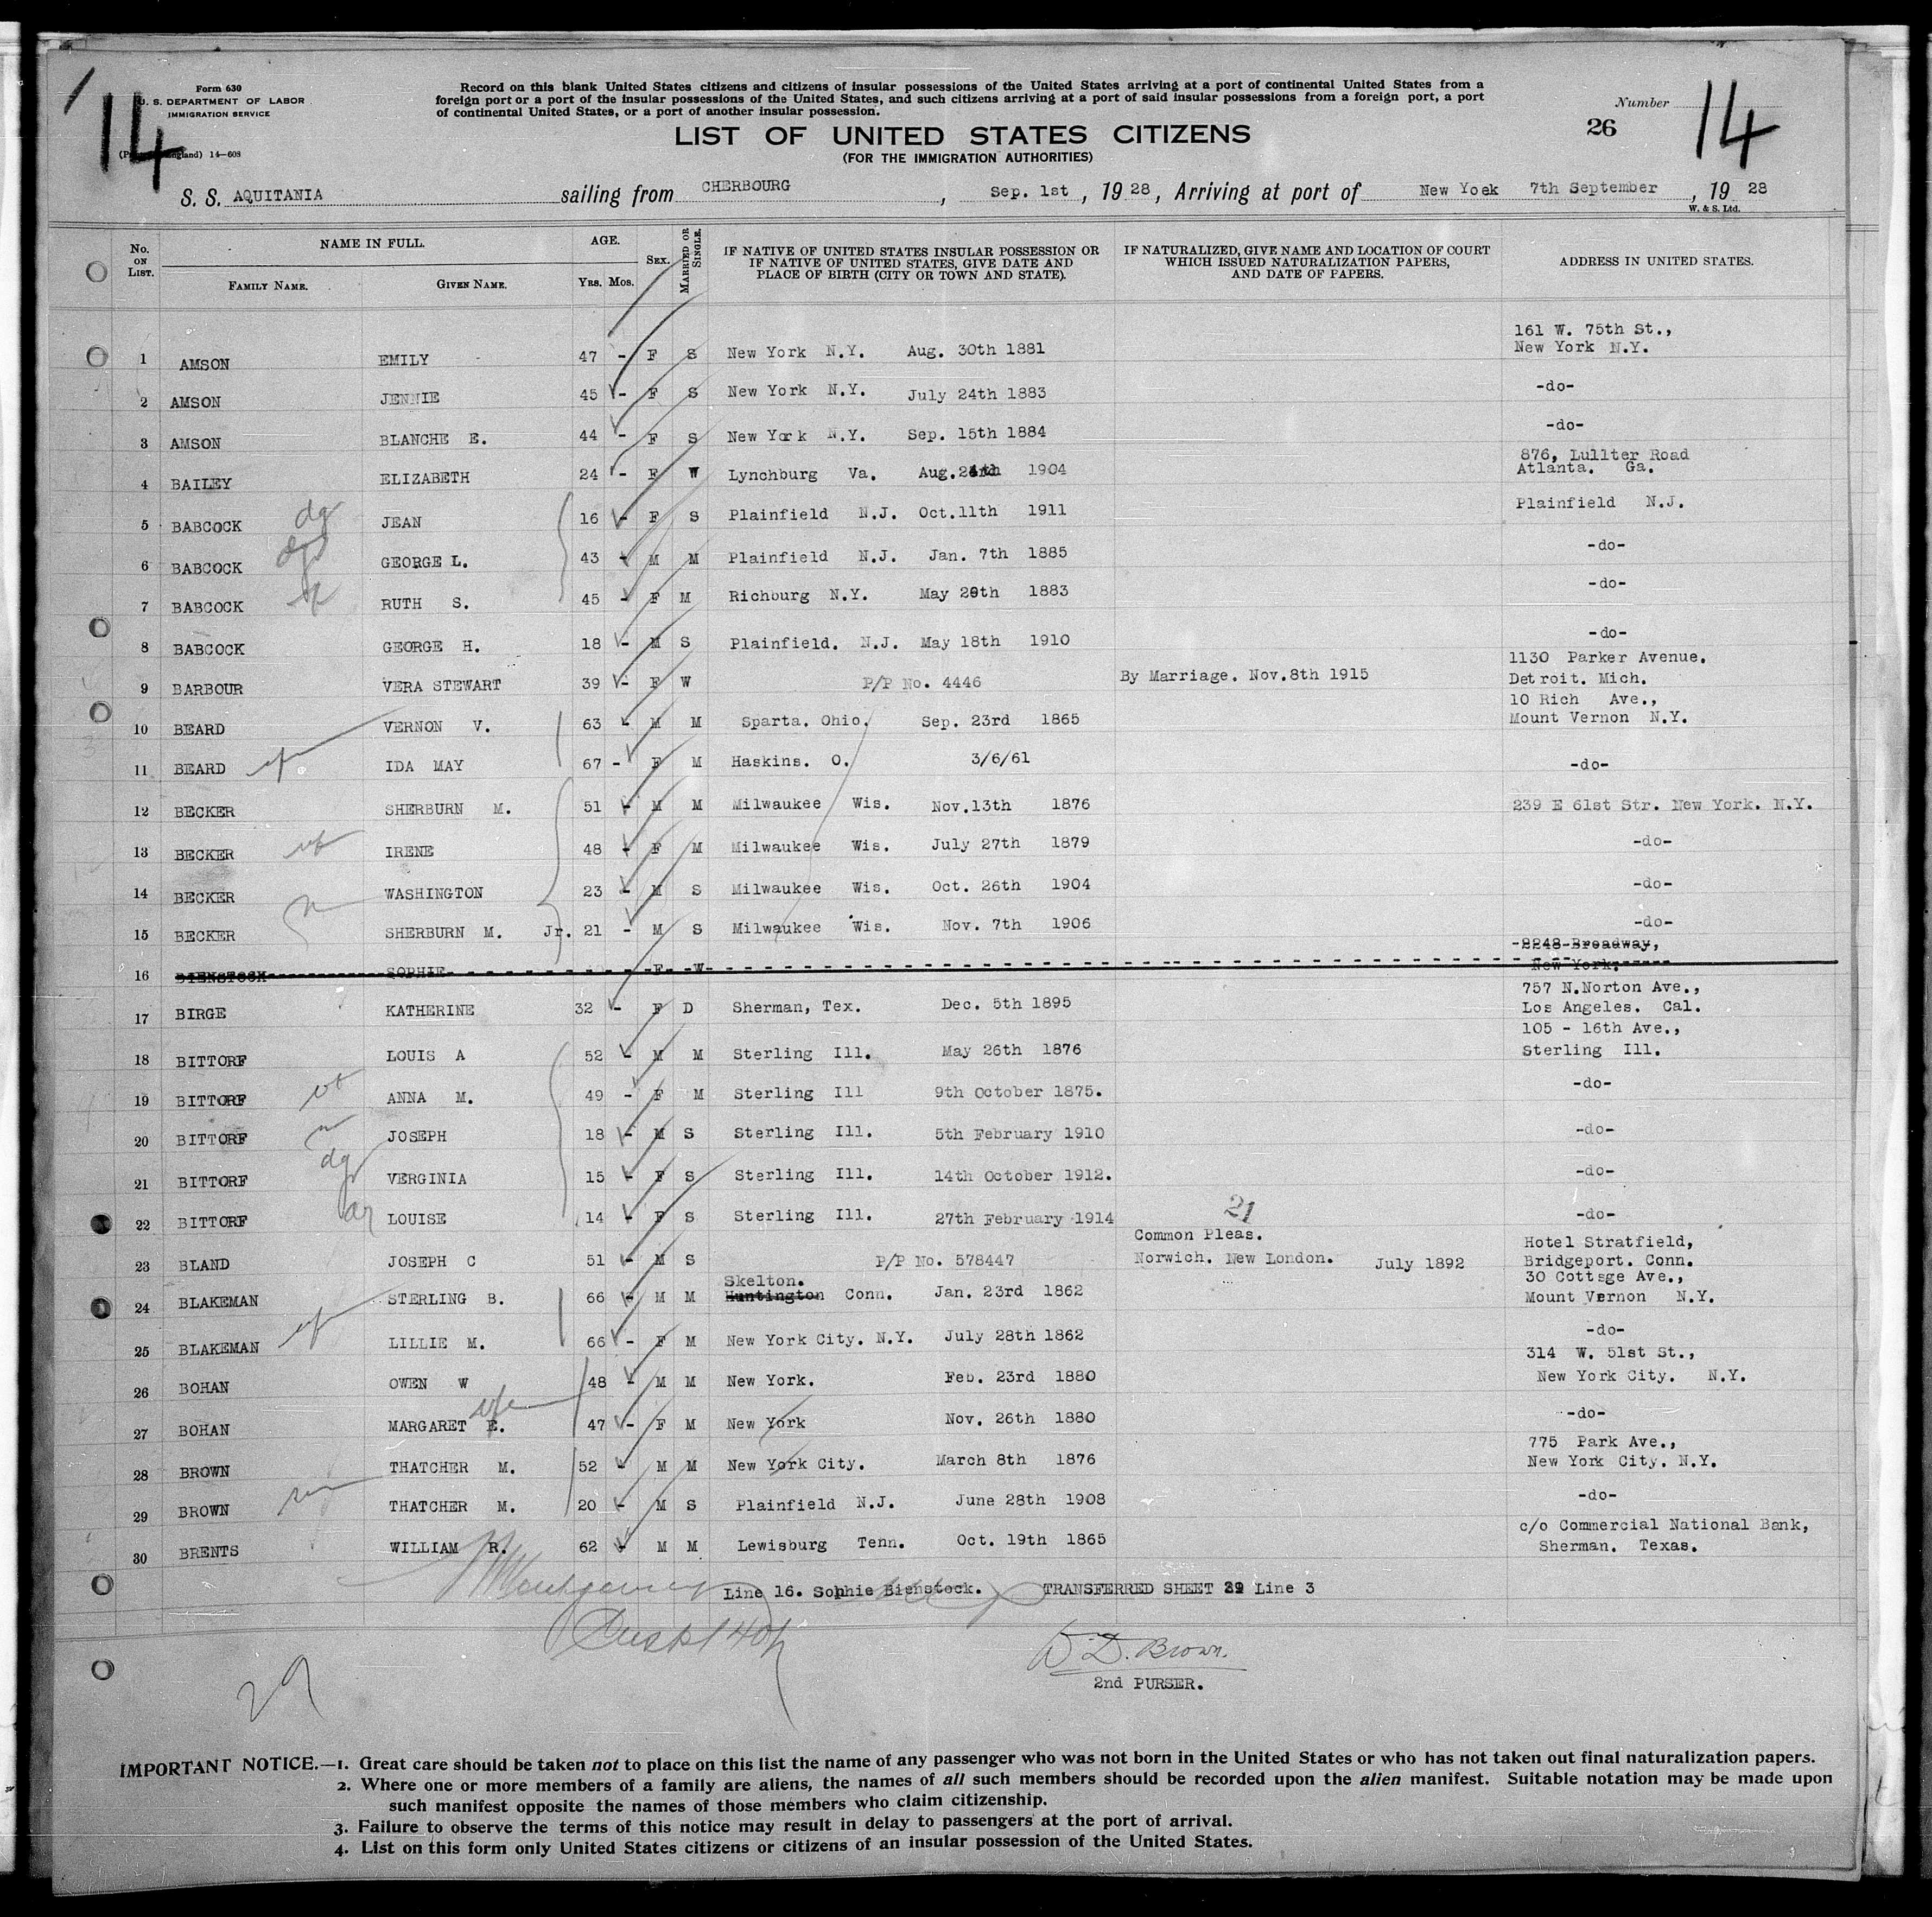 14
Form 630
U. S. DEPARTMENT OF LABOR
IMMIGRATION SERVICE
14—608
Record on this blank United States citizens and citizens of insular possessions of the United States arriving at a port of continental United States from a
foreign port or a port of the insular possessions of the United States, and such citizens arriving at a port of said insular possessions from a foreign port, a port
of continental United States, or a port of another insular possession.
LIST OF UNITED STATES CITIZENS
(FOR THE IMMIGRATION AUTHORITIES)
Number
26
14
S. S. AQUITANIA sailing from CHERBOURG, Sep. 1st, 1928, Arriving at port of New Yoek 7th September, 1928
W. & S. Ltd.
No. ON LIST. NAME IN FULL. FAMILY NAME. GIVEN NAME. AGE. YRS. MOS. SEX. MARRIED OR SINGLE. IF NATIVE OF UNITED STATES INSULAR POSSESSION OR IF NATIVE OF UNITED STATES, GIVE DATE AND PLACE OF BIRTH (CITY OR TOWN AND STATE). IF NATURALIZED, GIVE NAME AND LOCATION OF COURT WHICH ISSUED NATURALIZATION PAPERS, AND DATE OF PAPERS. ADDRESS IN UNITED STATES.
1 AMSON EMILY 47 - F S New York N.Y. Aug. 30th 1881 161 W. 75th St., New York N.Y.
2 AMSON JENNIE 45 - F S New York N.Y. July 24th 1883 -do-
3 AMSON BLANCHE E. 44 - F S New York N.Y. Sep. 15th 1884 -do-
4 BAILEY ELIZABETH 24 - F W Lynchburg Va. Aug. 1904 876, Lullter Road Atlanta. Ga.
5 BABCOCK JEAN 16 - F S Plainfield N.J. Oct.11th 1911 Plainfield N.J.
6 BABCOCK GEORGE L. 43 - M M Plainfield N.J. Jan. 7th 1885 -do-
7 BABCOCK RUTH S. 45 - F M Richburg N.Y. May 1883 -do-
8 BABCOCK GEORGE H. 18 - M S Plainfield. N.J. May 18th 1910 -do-
9 BARBOUR VERA STEWART 39 - F W P/P No. 4446 By Marriage. Nov.8th 1915 1130 Parker Avenue. Detroit. Mich.
10 BEARD VERNON V. 63 - M M Sparta. Ohio. Sep. 23rd 1865 10 Rich Ave., Mount Vernon N.Y.
11 BEARD IDA MAY 67 - F M Haskins. O. 3/6/61 -do-
12 BECKER SHERBURN M. 51 - M M Milwaukee Wis. Nov.13th 1876 239 E 61st Str. New York. N.Y.
13 BECKER IRENE 48 - F M Milwaukee Wis. July 27th 1879 -do-
14 BECKER WASHINGTON 23 - M S Milwaukee Wis. Oct. 26th 1904 -do-
15 BECKER SHERBURN M. Jr. 21 - M S Milwaukee Wis. Nov. 7th 1906 -do-
16 BIENSTOCK SOPHIE F W 2248 Broadway, New York.
17 BIRGE KATHERINE 32 - F D Sherman, Tex. Dec. 5th 1895 757 N.Norton Ave., Los Angeles. Cal.
18 BITTORF LOUIS A 52 - M M Sterling Ill. May 26th 1876 105 - 16th Ave., Sterling Ill.
19 BITTORF ANNA M. 49 - F M Sterling Ill 9th October 1875. -do-
20 BITTORF JOSEPH 18 - M S Sterling Ill. 5th February 1910 -do-
21 BITTORF VERGINIA 15 - F S Sterling Ill. 14th October 1912. -do-
22 BITTORF LOUISE 14 - F S Sterling Ill. 27th February 1914 -do-
21
23 BLAND JOSEPH C 51 - M S P/P No. 578447 Common Pleas. Norwich. New London. July 1892 Hotel Stratfield, Bridgeport. Conn.
24 BLAKEMAN STERLING B. 66 - M M Skelton. Huntington Conn. Jan. 23rd 1862 30 Cottsge Ave., Mount Vernon N.Y.
25 BLAKEMAN LILLIE M. 66 - F M New York City. N.Y. July 28th 1862 -do-
26 BOHAN OWEN W 48 - M M New York. Feb. 23rd 1880 314 W. 51st St., New York City. N.Y.
27 BOHAN MARGARET E. 47 - F M New York Nov. 26th 1880 -do-
28 BROWN THATCHER M. 52 - M M New York City. March 8th 1876 775 Park Ave., New York City. N.Y.
29 BROWN THATCHER M. 20 - M S Plainfield N.J. June 28th 1908 -do-
30 BRENTS WILLIAM R. 62 - M M Lewisburg Tenn. Oct. 19th 1865 c/o Commercial National Bank, Sherman. Texas.
Line 16. Sophie Bienstock. TRANSFERRED SHEET Line 3
W. D. Brown.
2nd PURSER.
29
IMPORTANT NOTICE.—1. Great care should be taken not to place on this list the name of any passenger who was not born in the United States or who has not taken out final naturalization papers.
2. Where one or more members of a family are aliens, the names of all such members should be recorded upon the alien manifest. Suitable notation may be made upon
such manifest opposite the names of those members who claim citizenship.
3. Failure to observe the terms of this notice may result in delay to passengers at the port of arrival.
4. List on this form only United States citizens or citizens of an insular possession of the United States.